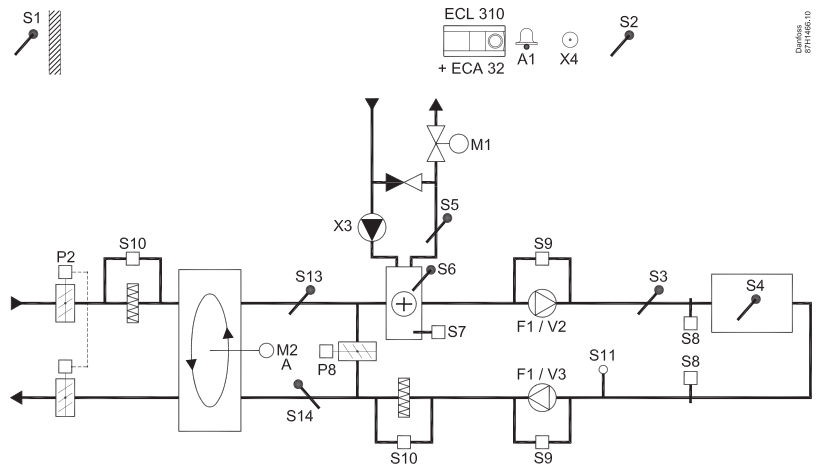 S1
ECL 310
+ ECA 32
A1
X4
S2
Danfoss
87H1466.10
M1
X3
S5
S6
S7
P2
S10
S13
S9
F1 / V2
S3
S4
S8
M2
A
P8
S14
S10
F1 / V3
S9
S11
S8